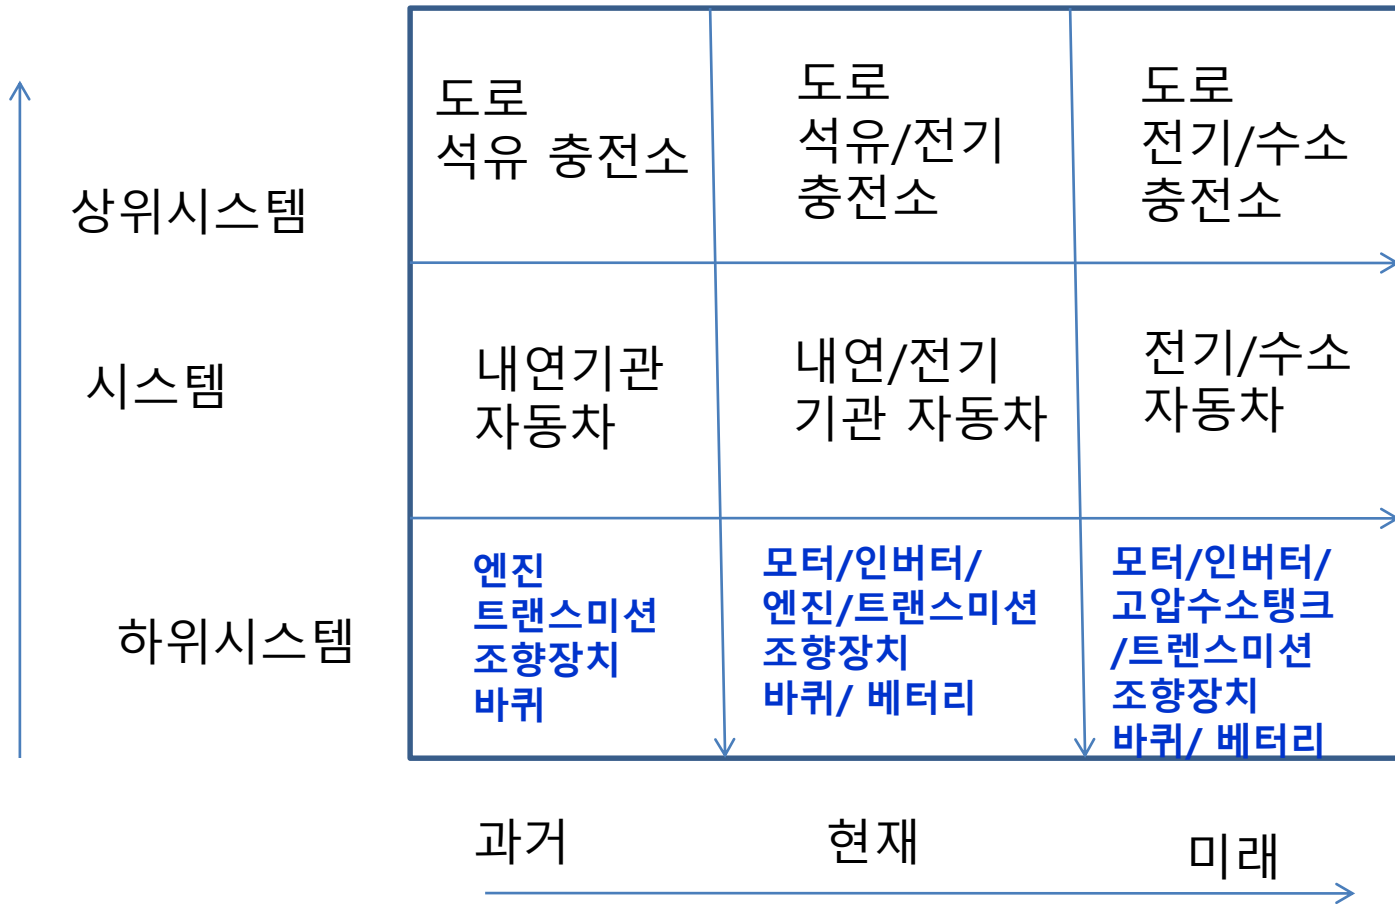 도로
석유 충전소
도로
석유/전기
충전소
도로
전기/수소
충전소
상위시스템
내연기관
자동차
내연/전기
기관 자동차
전기/수소
자동차
시스템
엔진
트랜스미션
조향장치
바퀴
모터/인버터/
엔진/트랜스미션
조향장치
바퀴/ 베터리
모터/인버터/
고압수소탱크
/트렌스미션
조향장치
바퀴/ 베터리
하위시스템
과거
현재
미래